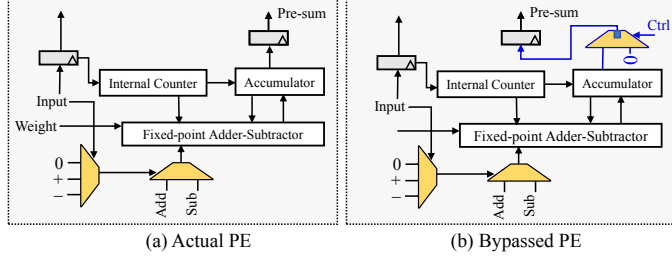 Pre-sum
Internal Counter
Accumulator
Input
Weight
Fixed-point Adder-Subtractor
0
+
−
Add
Sub
(a) Actual PE
Pre-sum
Ctrl
0
Internal Counter
Accumulator
Input
Fixed-point Adder-Subtractor
0
+
−
Add
Sub
(b) Bypassed PE